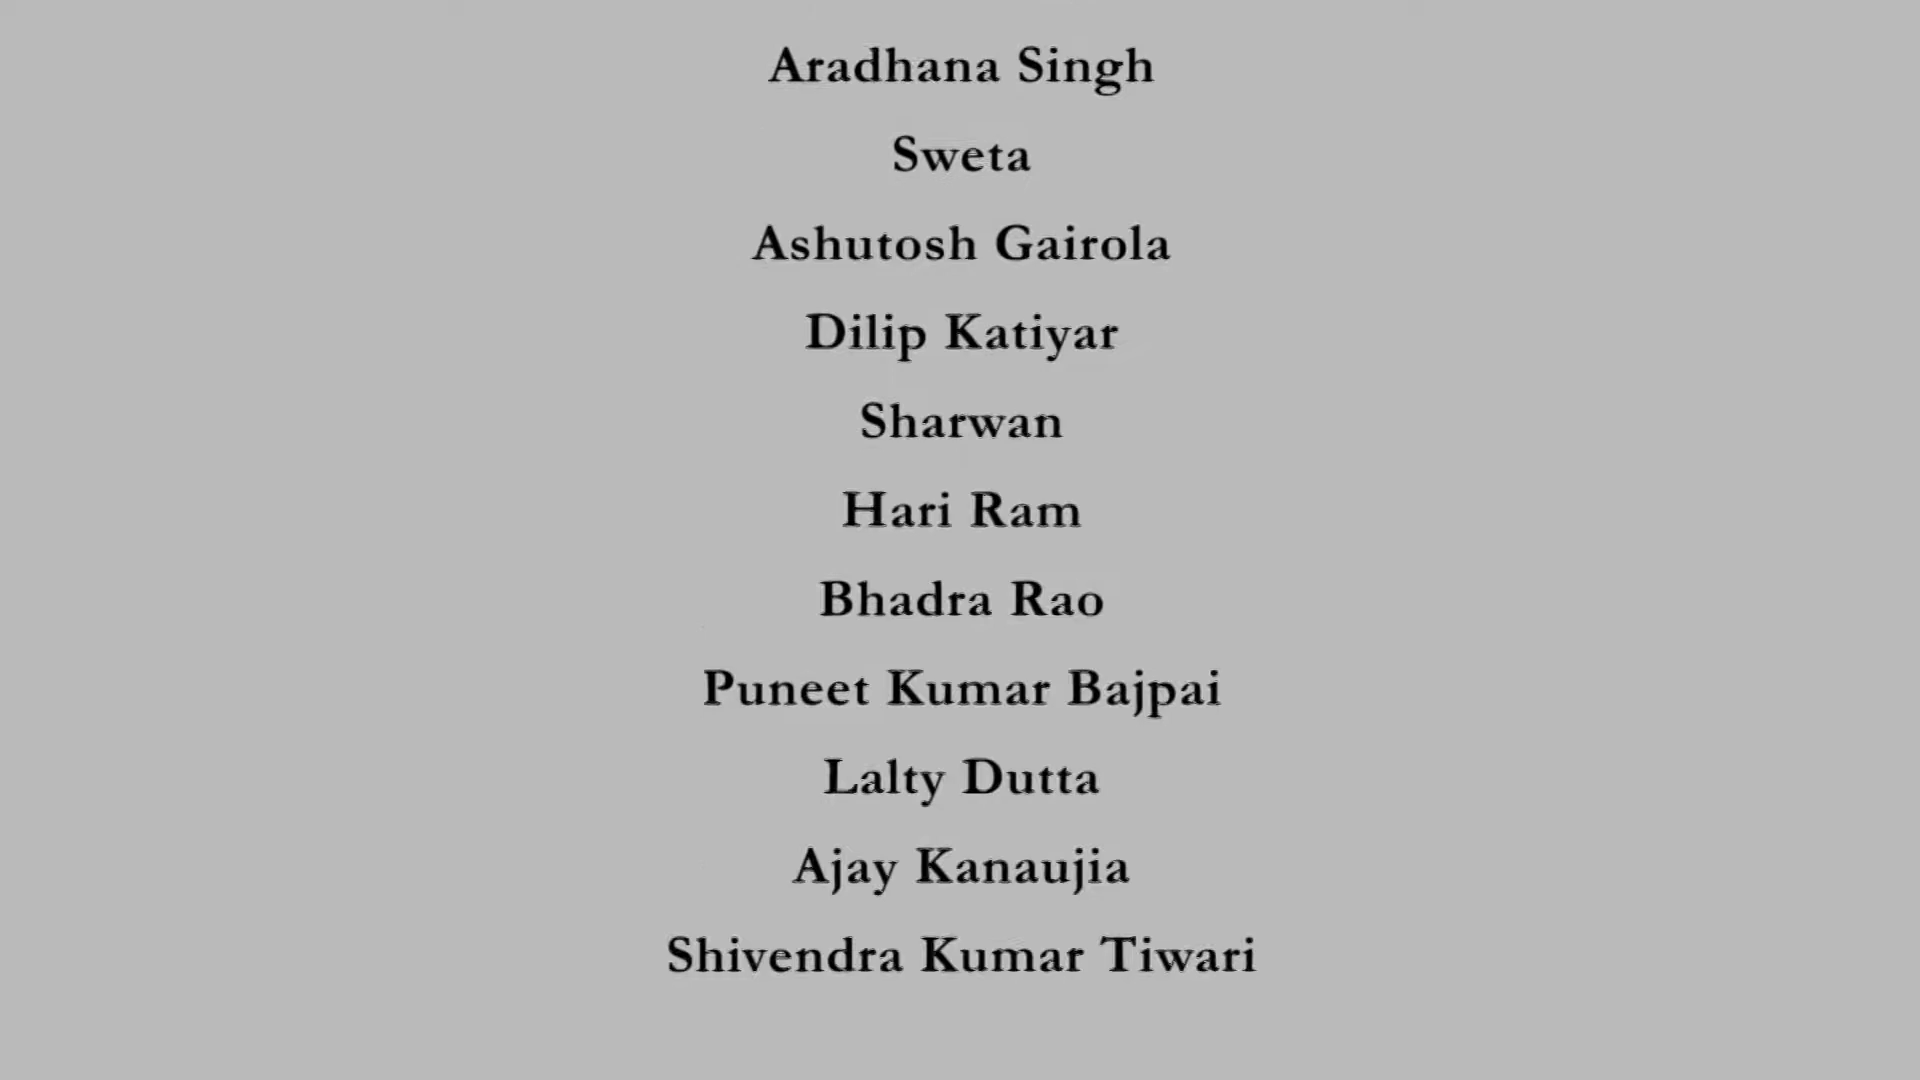 Aradhana Singh
Sweta
Ashutosh Gairola
Dilip Katiyar
Sharwan
Hari Ram
Bhadra Rao
Puneet Kumar Bajpai
Lalty Dutta
Ajay Kanaujia
Shivendra Kumar Tiwari